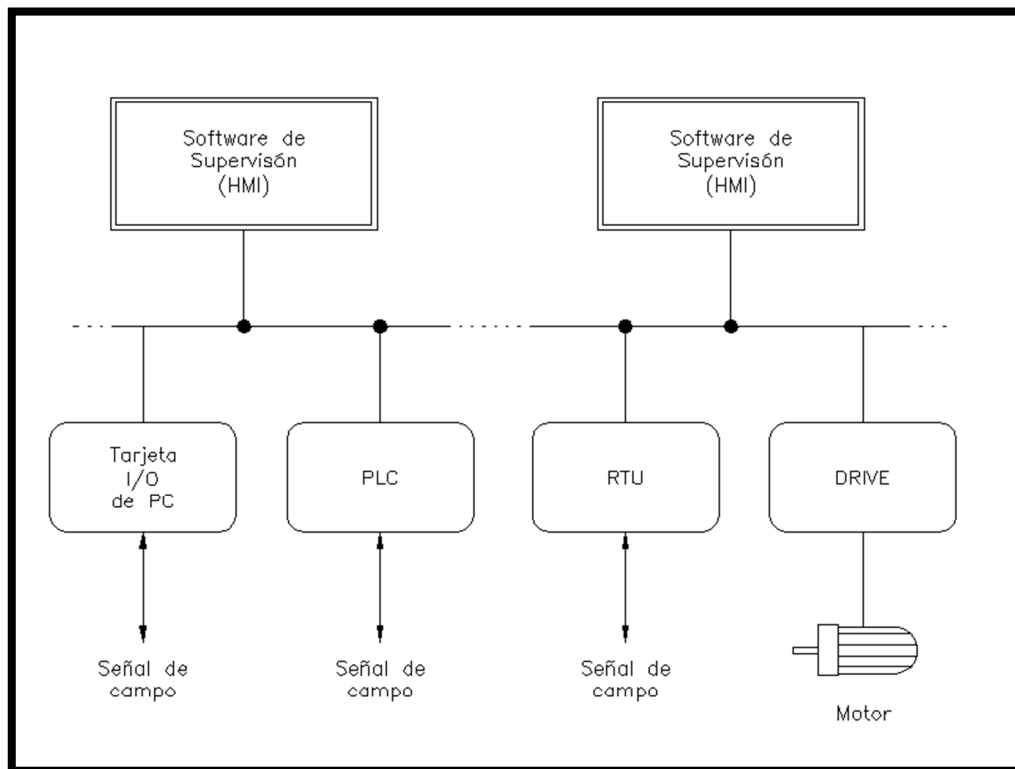 Software de
Supervisón
(HMI)
Software de
Supervisón
(HMI)
Tarjeta
I/O
de PC
PLC
RTU
DRIVE
Señal de
campo
Señal de
campo
Señal de
campo
Motor